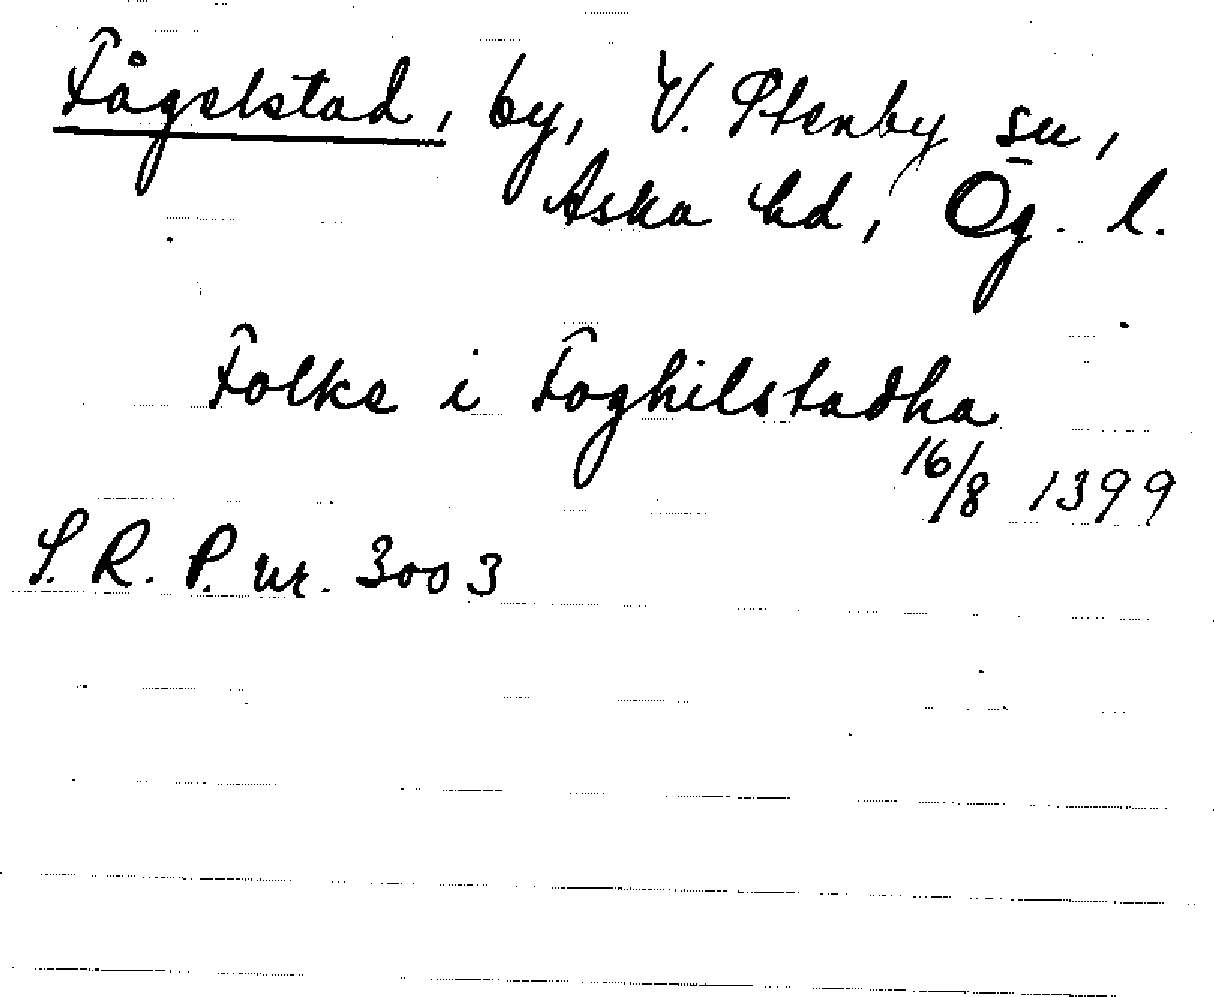 Fågelstad, by, V. Stenby sn,
Aska hd, Ög. l.
Folke i Foghilstadha
16/8 1399
S. R. P. nr. 3003